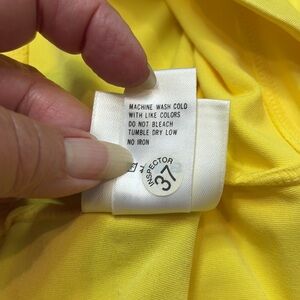 MACHINE WASH COLD
WITH LIKE COLORS
DO NOT BLEACH
TUMBLE DRY LOW
NO IRON
INSPECTOR
37